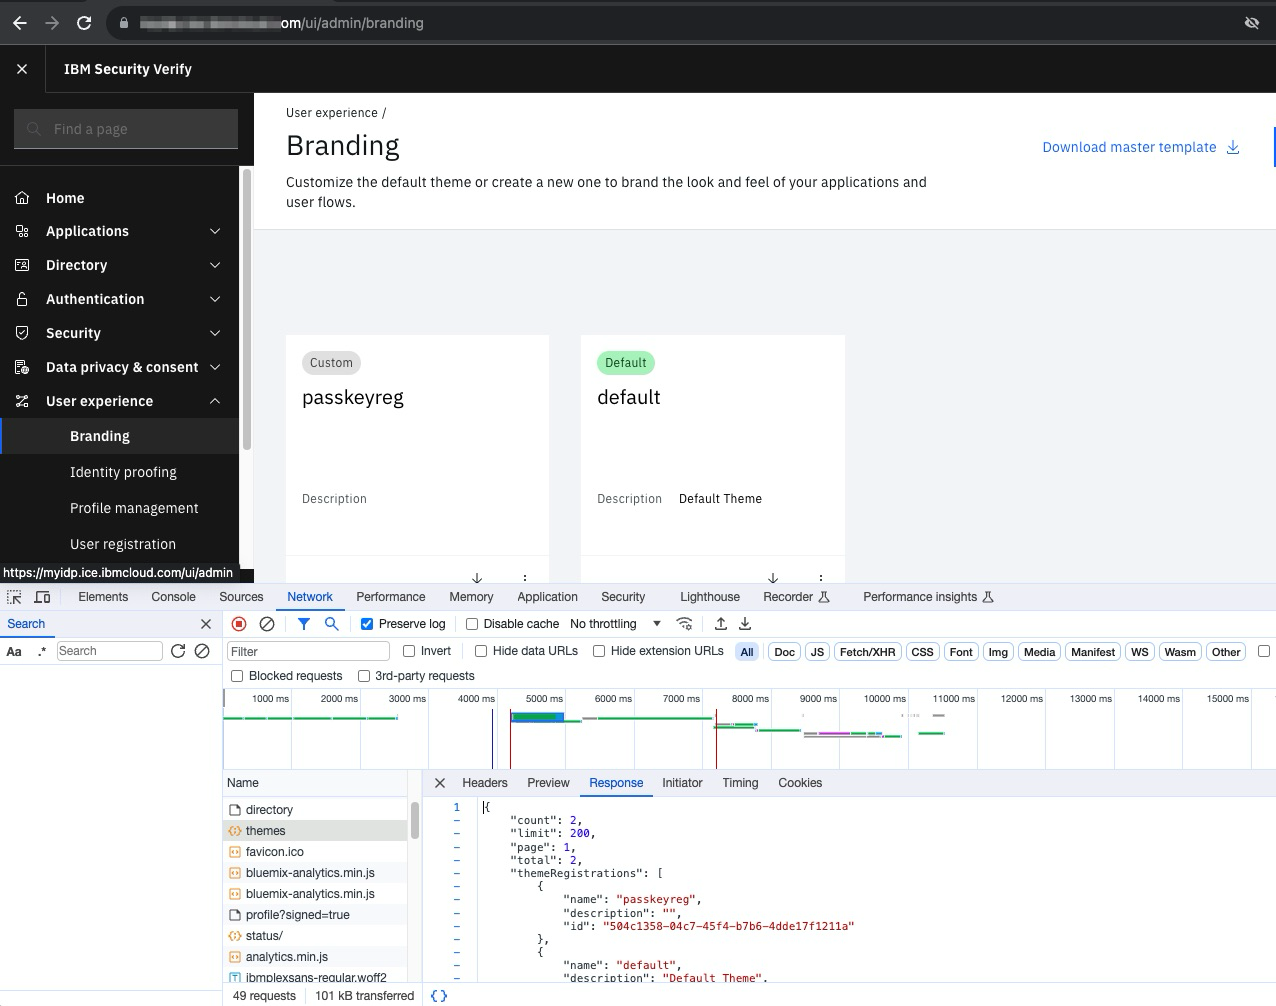 om/ui/admin/branding
IBM Security Verify
Find a page
Home
Applications
Directory
Authentication
Security
Data privacy & consent
User experience
Branding
Identity proofing
Profile management
User registration
https://myidp.ice.ibmcloud.com/ui/admin
User experience /
Branding
Download master template
Customize the default theme or create a new one to brand the look and feel of your applications and
user flows.
Custom
passkeyreg
Description
Default
default
Description Default Theme
Elements Console Sources Network Performance Memory Application Security Lighthouse Recorder Performance insights
Search
Aa .* Search
Preserve log Disable cache No throttling
Filter Invert Hide data URLs Hide extension URLs All Doc JS Fetch/XHR CSS Font Img Media Manifest WS Wasm Other
Blocked requests 3rd-party requests
1000 ms 2000 ms 3000 ms 4000 ms 5000 ms 6000 ms 7000 ms 8000 ms 9000 ms 10000 ms 11000 ms 12000 ms 13000 ms 14000 ms 15000 ms
Name
directory
themes
favicon.ico
bluemix-analytics.min.js
bluemix-analytics.min.js
profile?signed=true
status/
analytics.min.js
ibmplexsans-regular.woff2
49 requests 101 kB transferred
Headers Preview Response Initiator Timing Cookies
1 {
- "count": 2,
- "limit": 200,
- "page": 1,
- "total": 2,
- "themeRegistrations": [
- {
- "name": "passkeyreg",
- "description": "",
- "id": "504c1358-04c7-45f4-b7b6-4dde17f1211a"
- },
- {
- "name": "default",
- "description": "Default Theme",
{}